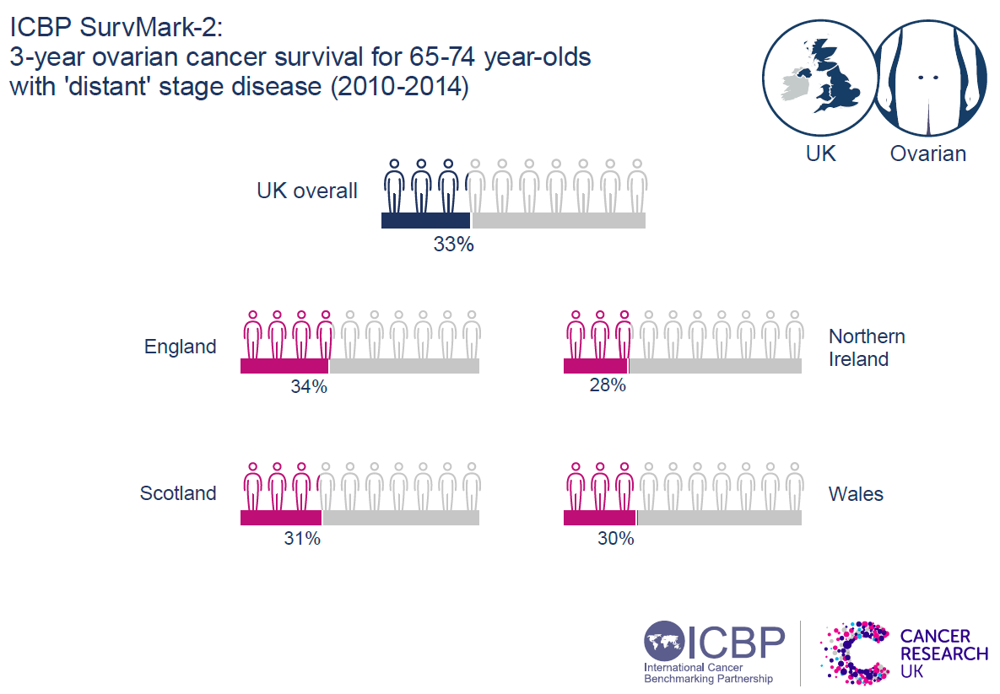 ICBP SurvMark-2:
3-year ovarian cancer survival for 65-74 year-olds
with 'distant' stage disease (2010-2014)
UK
Ovarian
UK overall
33%
England
34%
Northern
Ireland
28%
Scotland
31%
Wales
30%
ICBP
International Cancer
Benchmarking Partnership
CANCER
RESEARCH
UK